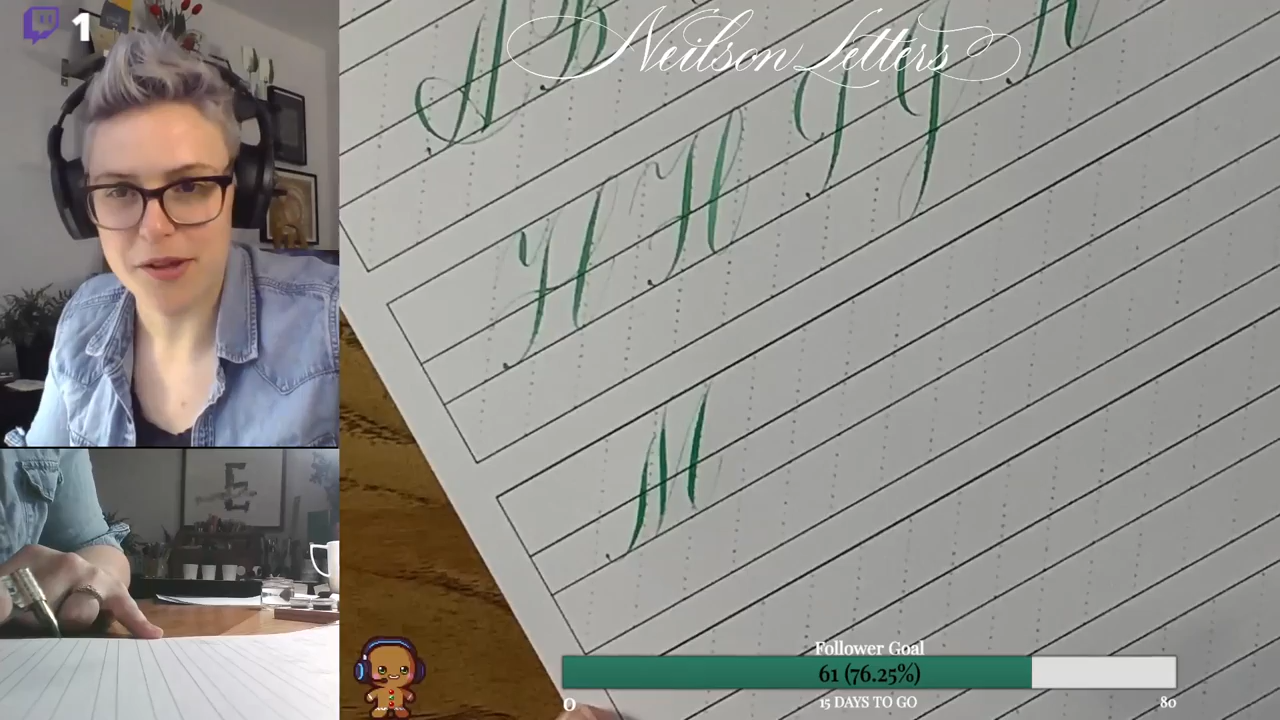 1
Neilson Letters
A B
H H
M
Follower Goal
61 (76.25%)
0 15 DAYS TO GO 80